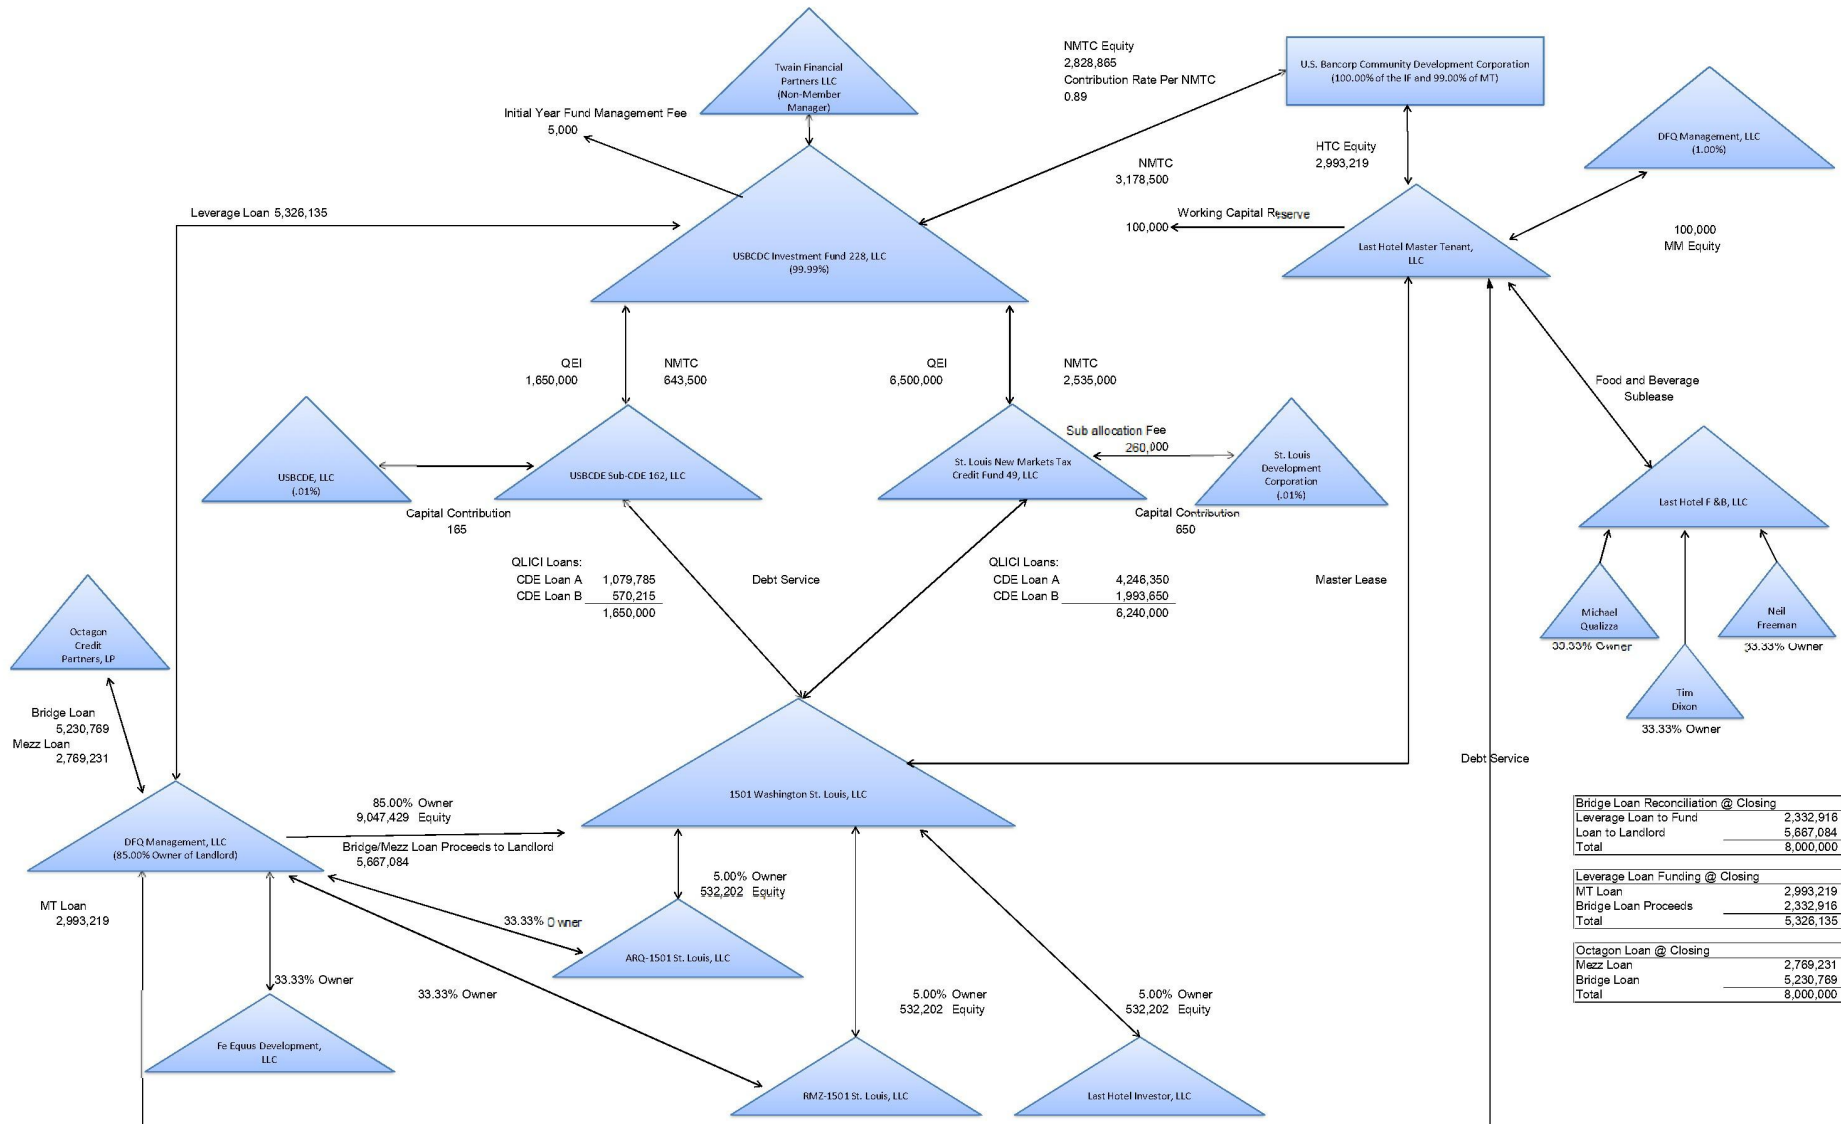 Twain Financial
Partners LLC
(Non-Member
Manager)
NMTC Equity
2,828,865
Contribution Rate Per NMTC
0.89
U.S. Bancorp Community Development Corporation
(100.00% of the IF and 99.00% of MT)
Initial Year Fund Management Fee
5,000
DFQ Management, LLC
(1.00%)
HTC Equity
2,993,219
NMTC
3,178,500
Leverage Loan 5,326,135
Working Capital Reserve
100,000
100,000
MM Equity
USBCDC Investment Fund 228, LLC
(99.99%)
Last Hotel Master Tenant,
LLC
QEI
1,650,000
NMTC
643,500
QEI
6,500,000
NMTC
2,535,000
Food and Beverage
Sublease
Sub allocation Fee
260,000
USBCDE, LLC
(.01%)
USBCDE Sub-CDE 162, LLC
St. Louis New Markets Tax
Credit Fund 49, LLC
St. Louis
Development
Corporation
(.01%)
Last Hotel F &B, LLC
Capital Contribution
165
Capital Contribution
650
QLICI Loans:
CDE Loan A 1,079,785
CDE Loan B 570,215
1,650,000
Debt Service
QLICI Loans:
CDE Loan A 4,246,350
CDE Loan B 1,993,650
6,240,000
Master Lease
Octagon
Credit
Partners, LP
Michael
Qualizza
33.33% Owner
Neil
Freeman
33.33% Owner
Tim
Dixon
33.33% Owner
Bridge Loan
5,230,769
Mezz Loan
2,769,231
Debt Service
1501 Washington St. Louis, LLC
85.00% Owner
9,047,429 Equity
Bridge/Mezz Loan Proceeds to Landlord
5,667,084
DFQ Management, LLC
(85.00% Owner of Landlord)
Bridge Loan Reconciliation @ Closing
Leverage Loan to Fund 2,332,916
Loan to Landlord 5,667,084
Total 8,000,000
Leverage Loan Funding @ Closing
MT Loan 2,993,219
Bridge Loan Proceeds 2,332,916
Total 5,326,135
Octagon Loan @ Closing
Mezz Loan 2,769,231
Bridge Loan 5,230,769
Total 8,000,000
MT Loan
2,993,219
5.00% Owner
532,202 Equity
33.33% Owner
ARQ-1501 St. Louis, LLC
33.33% Owner
33.33% Owner
5.00% Owner
532,202 Equity
5.00% Owner
532,202 Equity
Fe Equus Development,
LLC
RMZ-1501 St. Louis, LLC
Last Hotel Investor, LLC